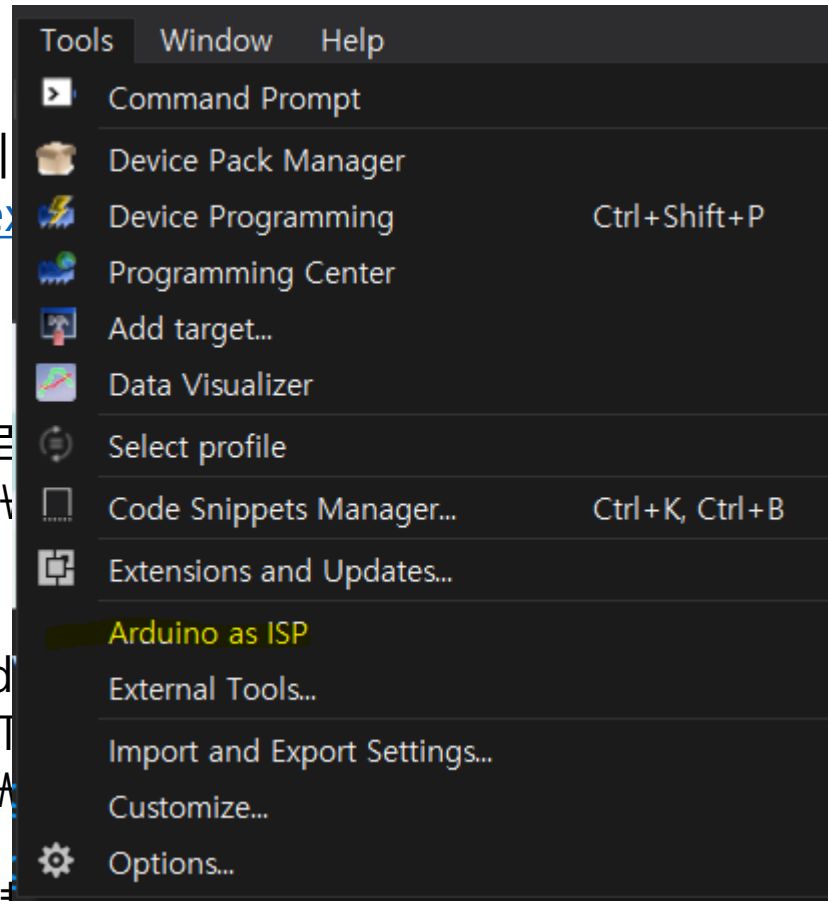 Tools Window Help
Command Prompt
Device Pack Manager
Device Programming Ctrl+Shift+P
Programming Center
Add target...
Data Visualizer
Select profile
Code Snippets Manager... Ctrl+K, Ctrl+B
Extensions and Updates...
Arduino as ISP
External Tools...
Import and Export Settings...
Customize...
Options...